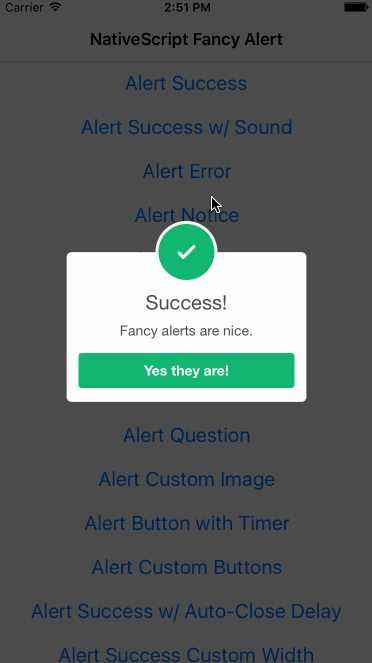 Carrier 2:51 PM
NativeScript Fancy Alert
Alert Success
Alert Success w/ Sound
Alert Error
Alert Notice
Success!
Fancy alerts are nice.
Yes they are!
Alert Question
Alert Custom Image
Alert Button with Timer
Alert Custom Buttons
Alert Success w/ Auto-Close Delay
Alert Success Custom Width